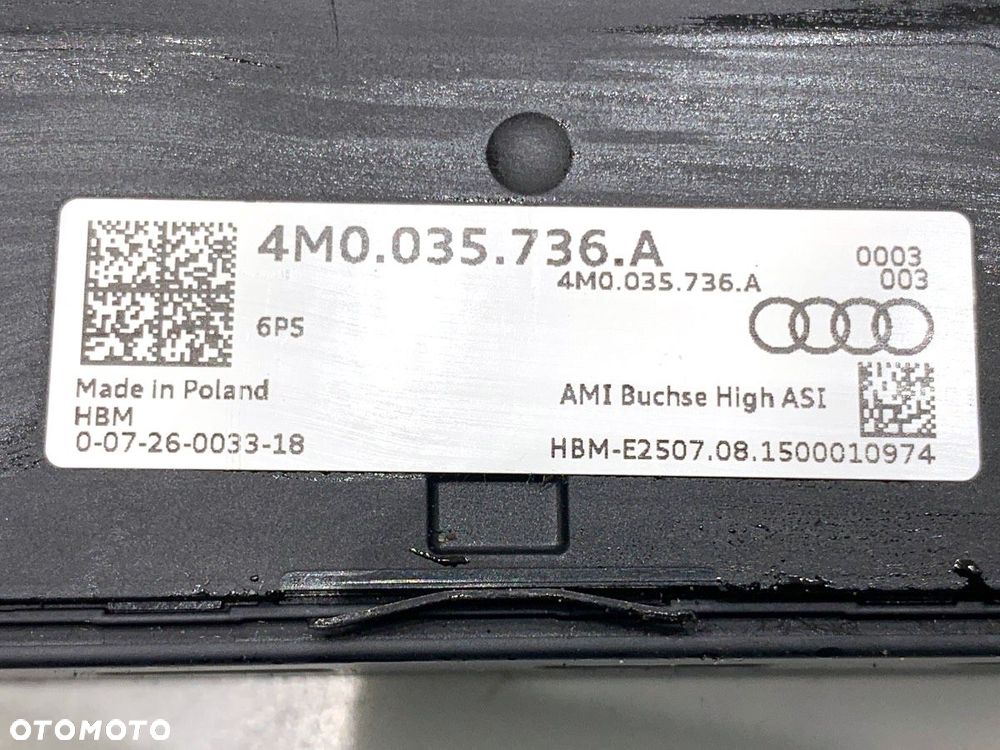 4M0.035.736.A
0003
4M0.035.736.A
003
6PS
Made in Poland
AMI Buchse High ASI
HBM
0-07-26-0033-18
HBM-E2507.08.1500010974
OTOMOTO